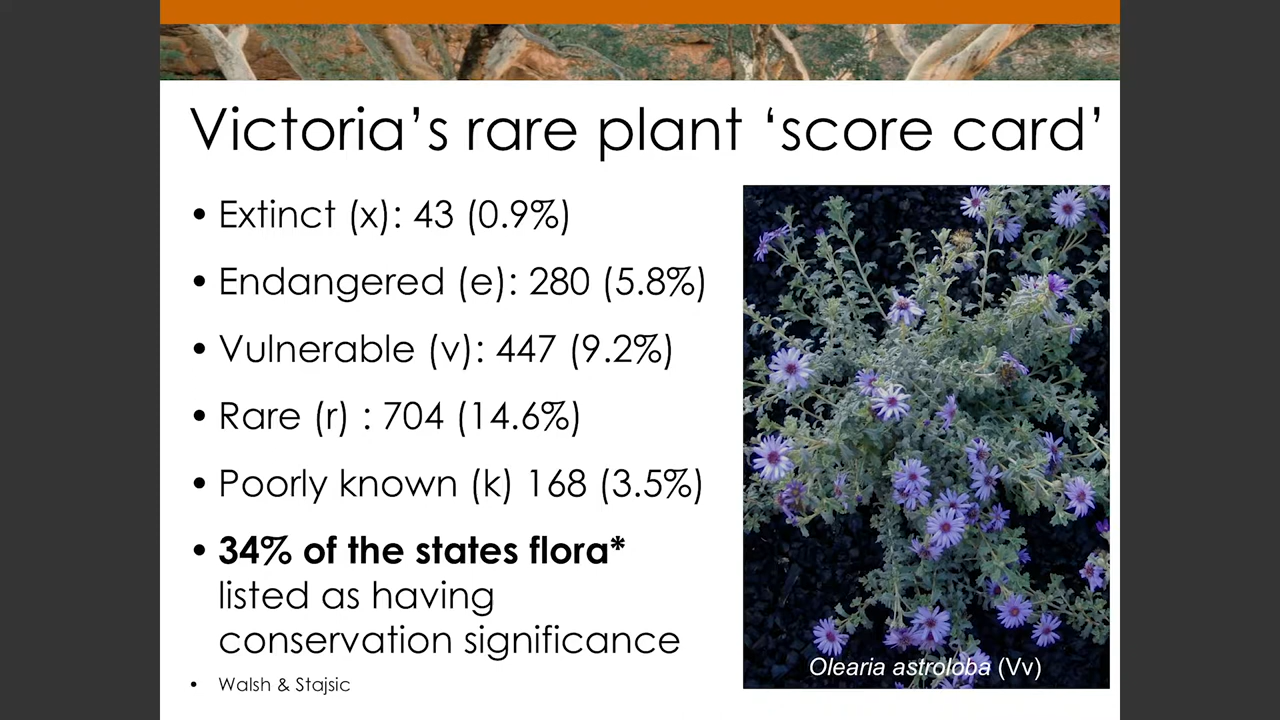 Victoria’s rare plant ‘score card’
• Extinct (x): 43 (0.9%)
• Endangered (e): 280 (5.8%)
• Vulnerable (v): 447 (9.2%)
• Rare (r) : 704 (14.6%)
• Poorly known (k) 168 (3.5%)
• 34% of the states flora*
listed as having
conservation significance
• Walsh & Stajsic
Olearia astroloba (Vv)